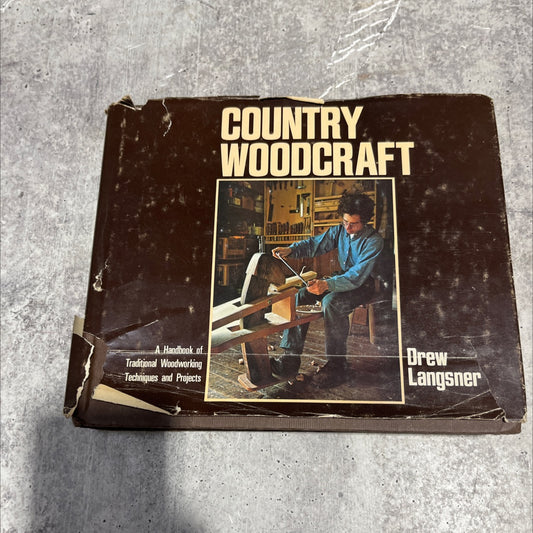 COUNTRY
WOODCRAFT
A Handbook of
Traditional Woodworking
Techniques and Projects
Drew
Langsner